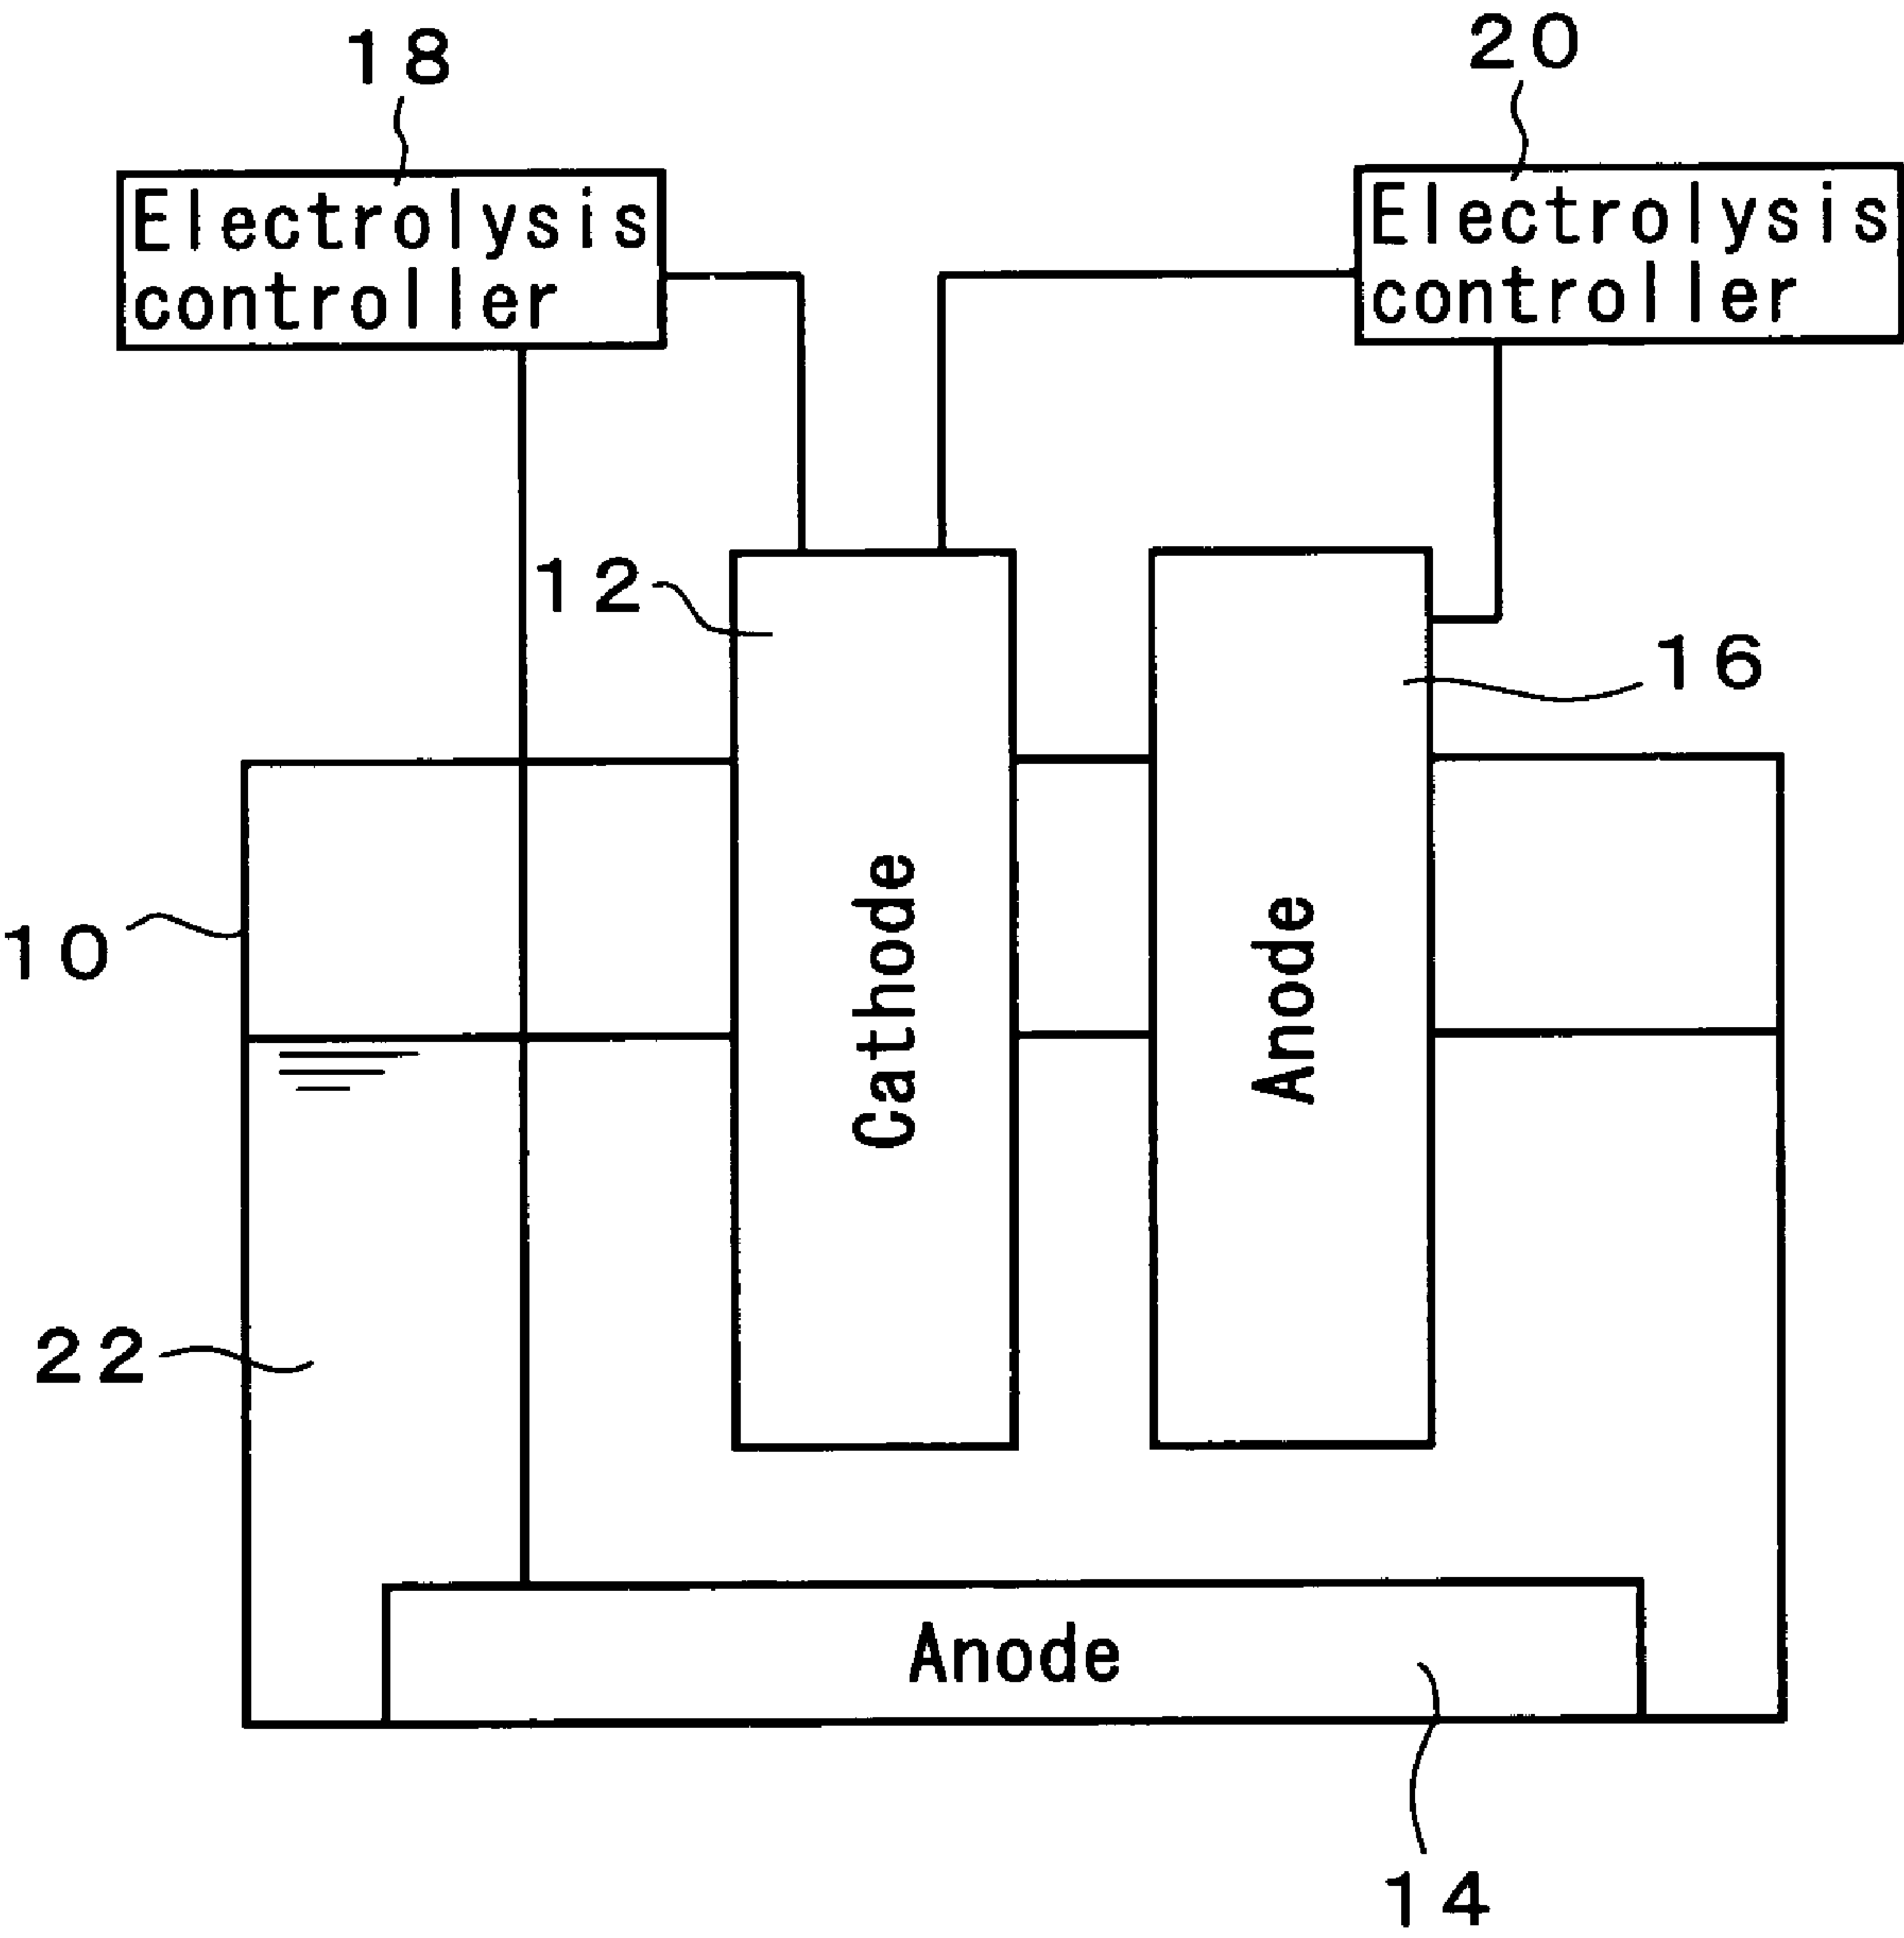 18
20
Electrolysis
controller
Electrolysis
controller
12
16
Cathode
Anode
10
22
Anode
14